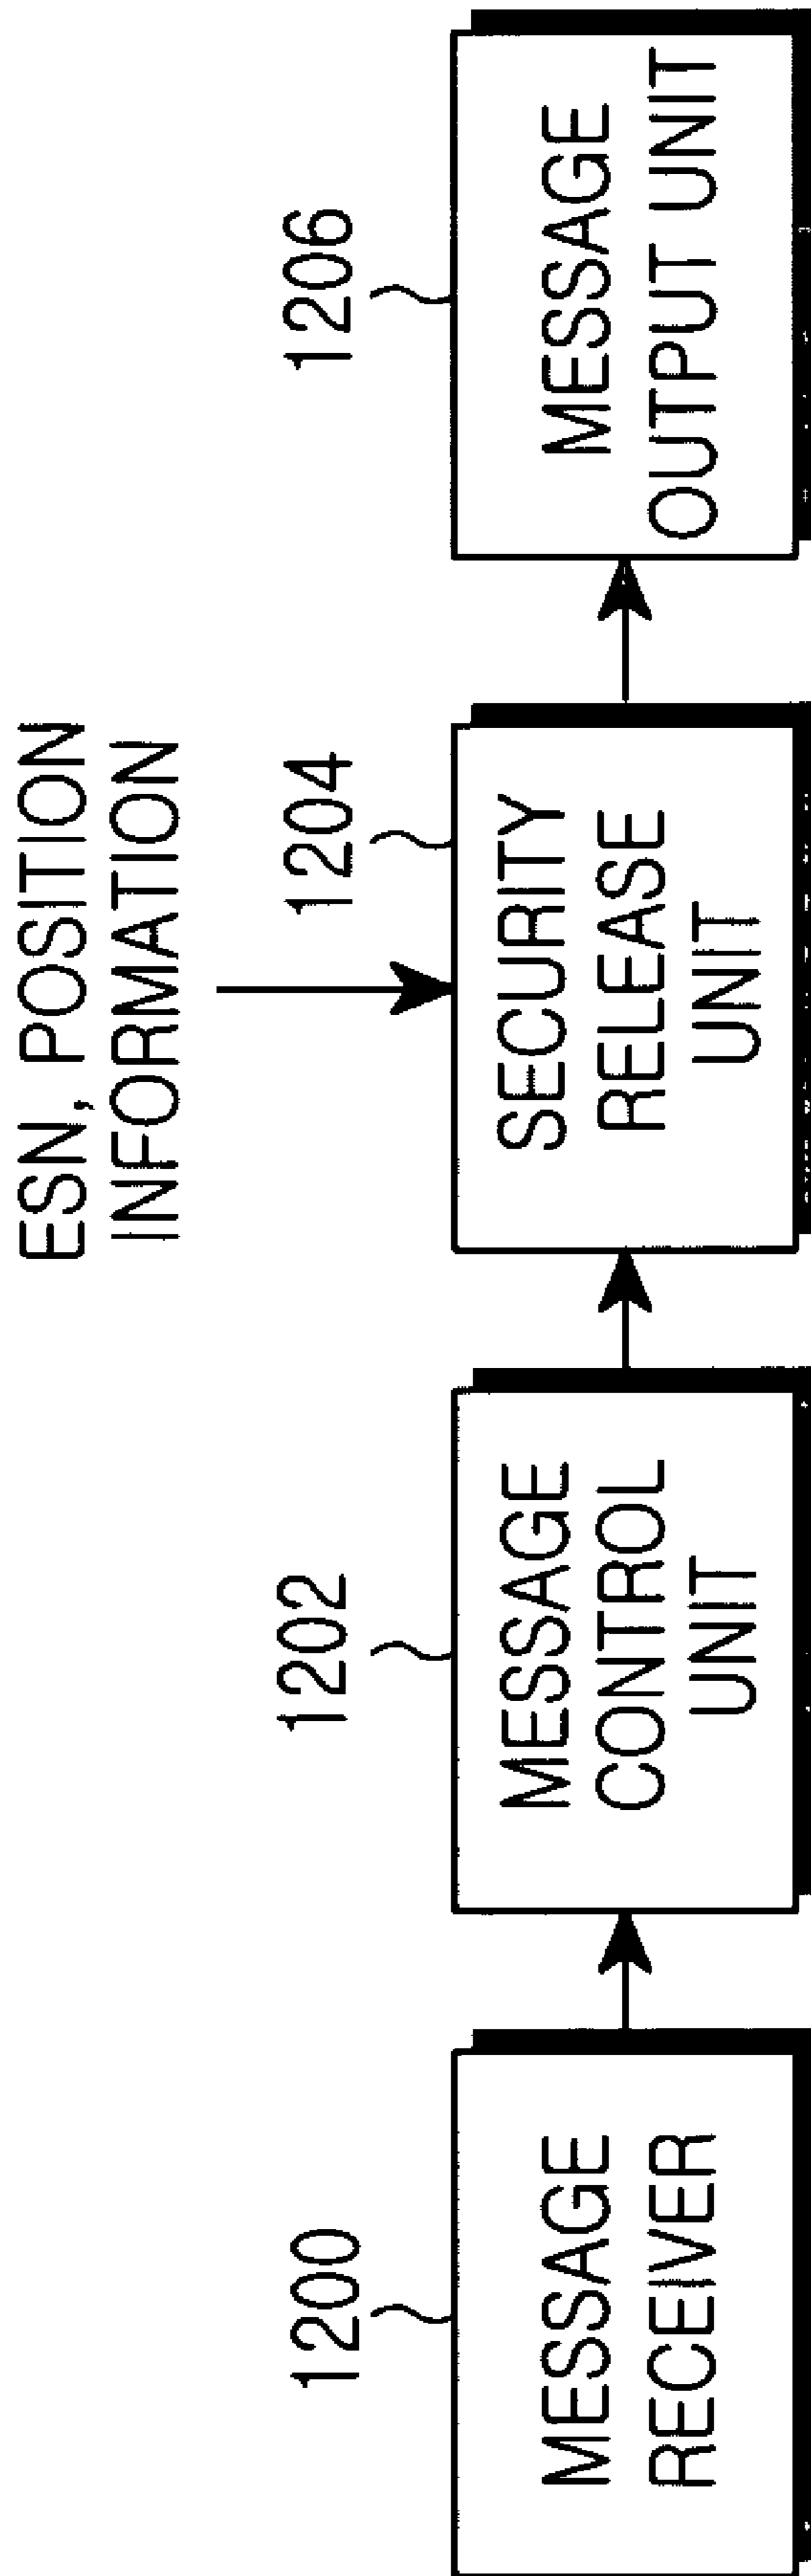 ESN, POSITION
INFORMATION
1200
1202
1204
1206
MESSAGE
RECEIVER
MESSAGE
CONTROL
UNIT
SECURITY
RELEASE
UNIT
MESSAGE
OUTPUT UNIT